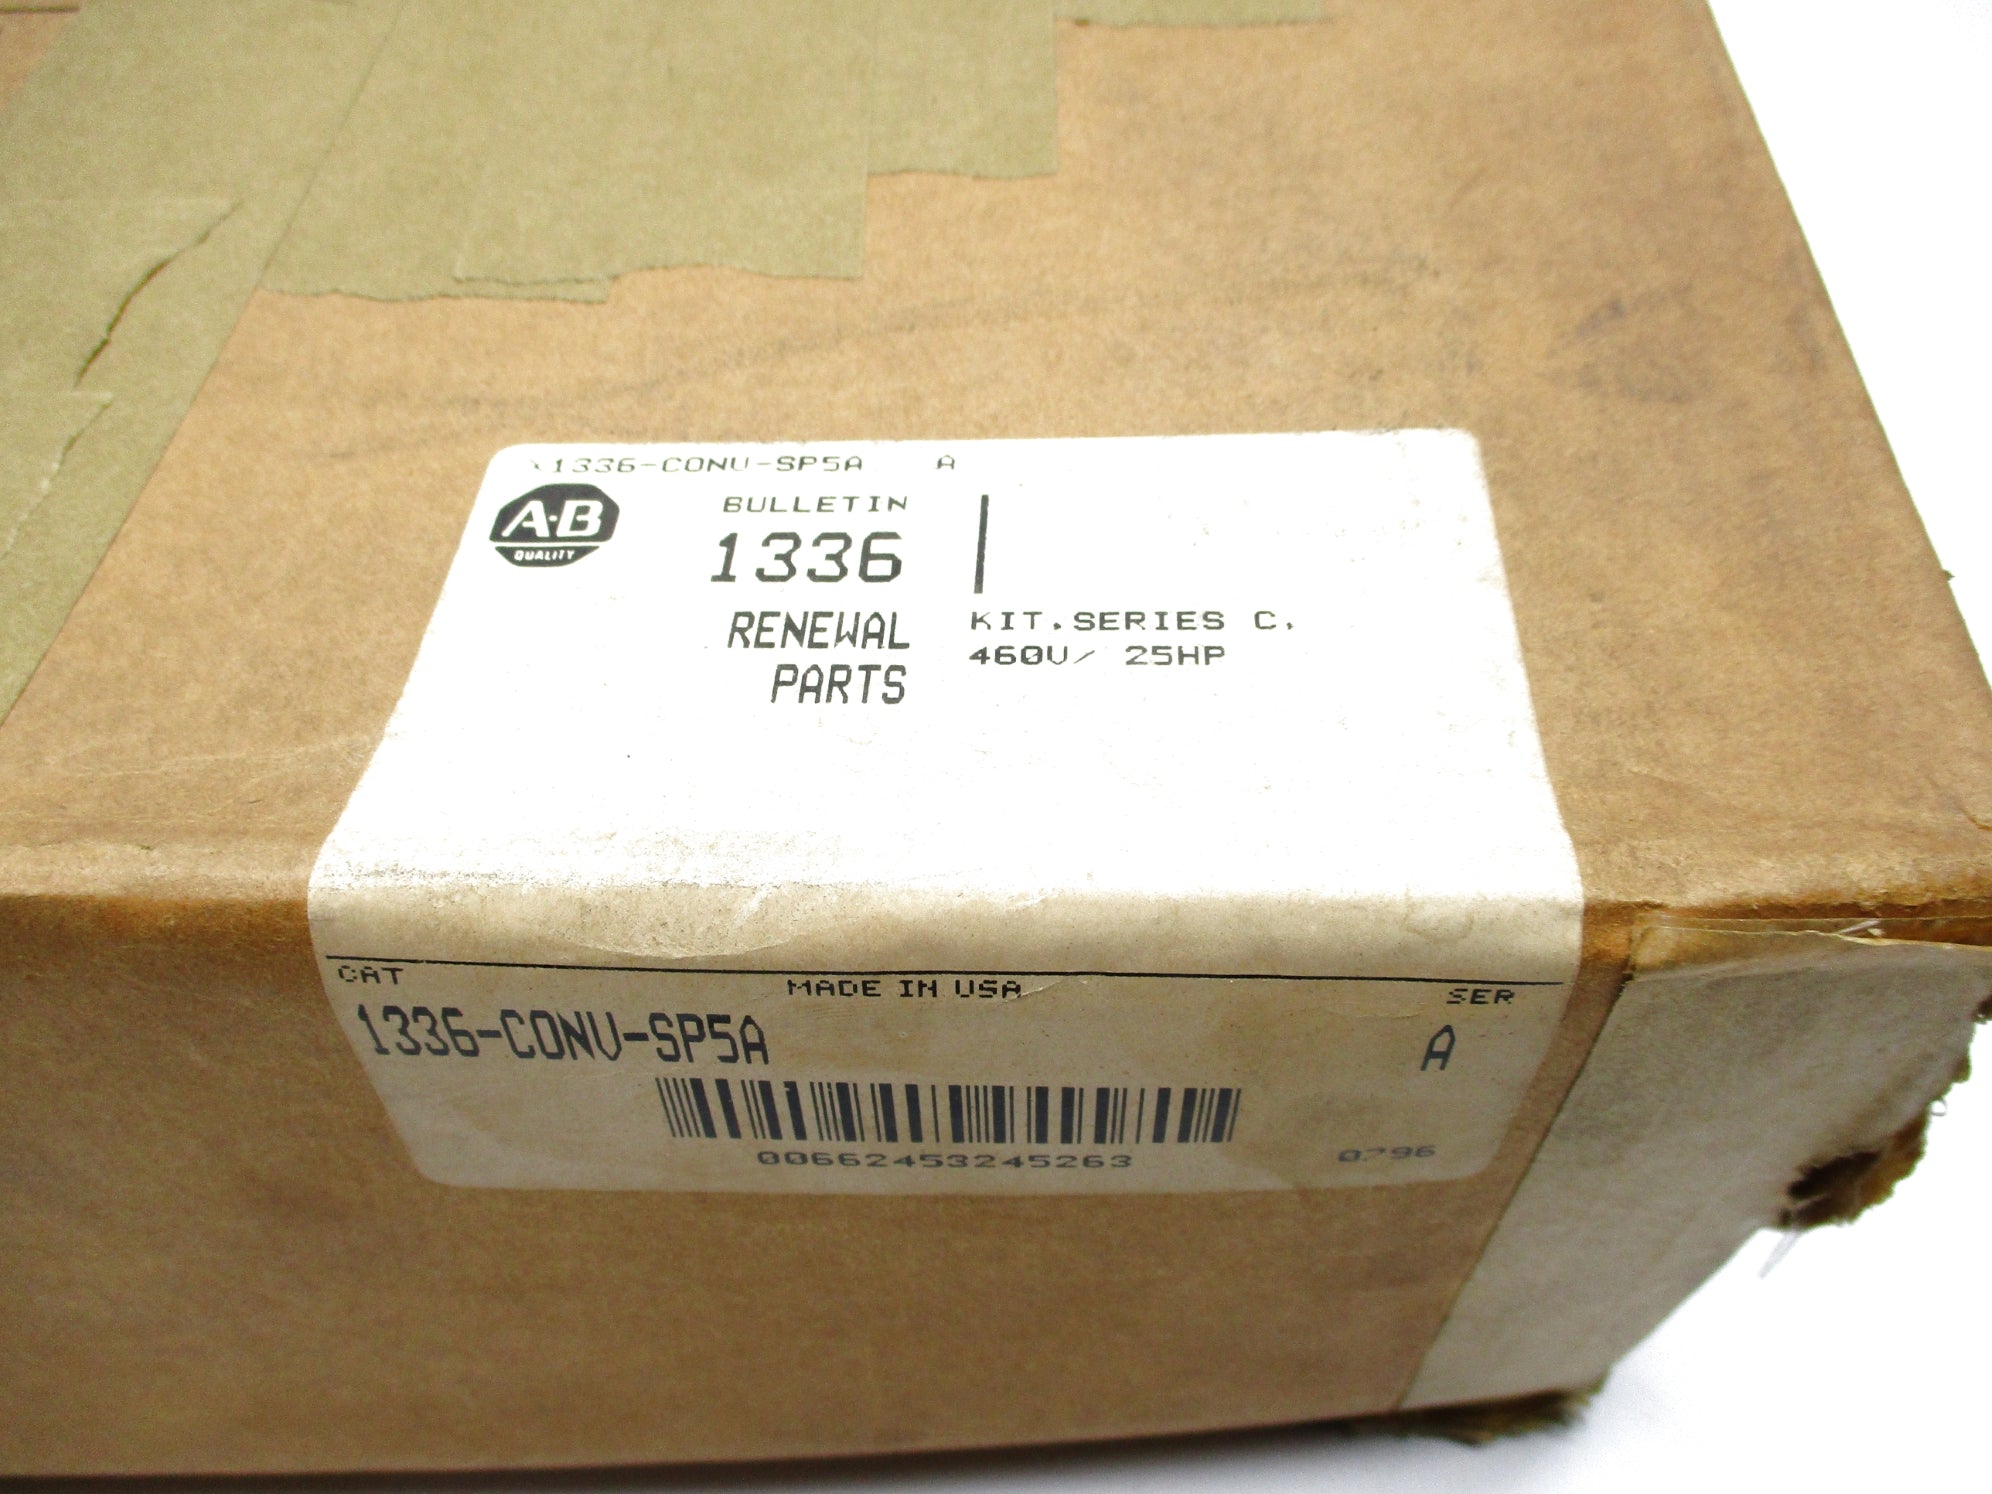 1336-CONV-SP5A A
A·B
QUALITY
BULLETIN
1336
RENEWAL
PARTS
KIT.SERIES C,
460V/ 25HP
CAT
MADE IN USA
SER
1336-CONV-SP5A
A
00662453245263
0796